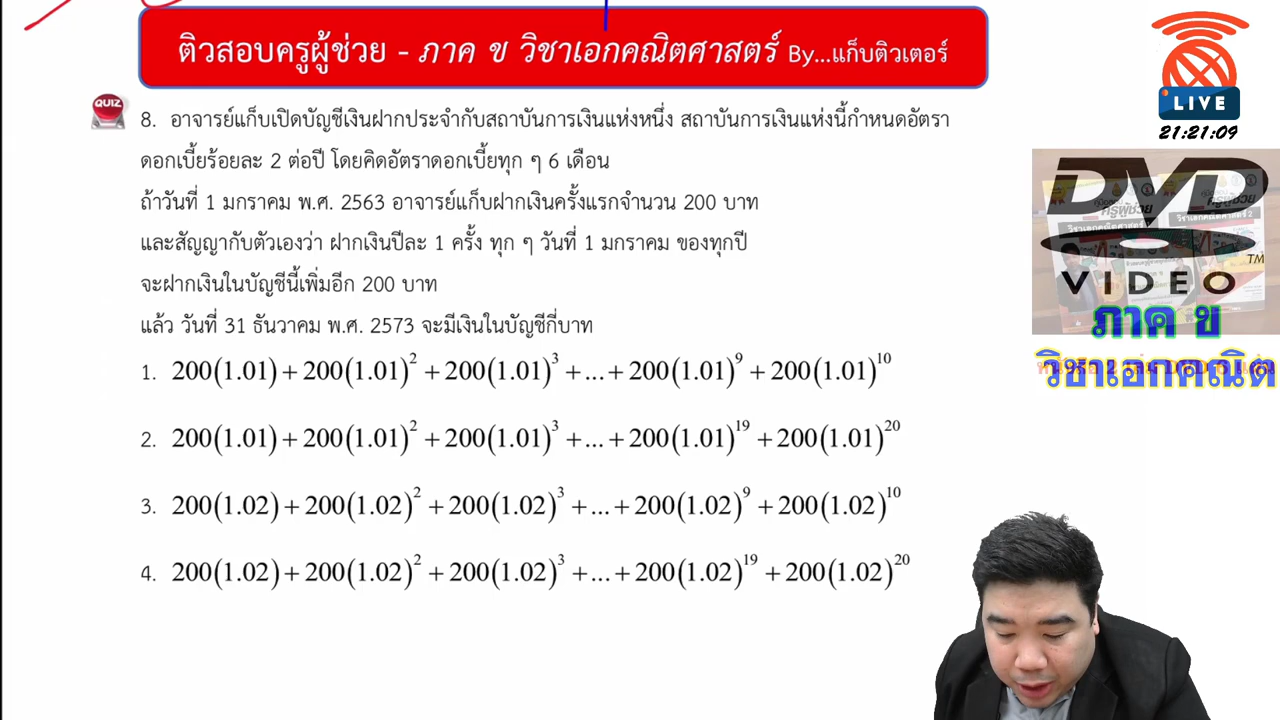 ติวสอบครูผู้ช่วย - ภาค ข วิชาเอกคณิตศาสตร์ By...แก็บติวเตอร์
LIVE
21:21:09
QUIZ
8. อาจารย์แก็บเปิดบัญชีเงินฝากประจำกับสถาบันการเงินแห่งหนึ่ง สถาบันการเงินแห่งนี้กำหนดอัตรา
ดอกเบี้ยร้อยละ 2 ต่อปี โดยคิดอัตราดอกเบี้ยทุก ๆ 6 เดือน
ถ้าวันที่ 1 มกราคม พ.ศ. 2563 อาจารย์แก็บฝากเงินครั้งแรกจำนวน 200 บาท
และสัญญากับตัวเองว่า ฝากเงินปีละ 1 ครั้ง ทุก ๆ วันที่ 1 มกราคม ของทุกปี
จะฝากเงินในบัญชีนี้เพิ่มอีก 200 บาท
แล้ว วันที่ 31 ธันวาคม พ.ศ. 2573 จะมีเงินในบัญชีกี่บาท
1. 200(1.01)+200(1.01)²+200(1.01)³+...+200(1.01)⁹+200(1.01)¹⁰
2. 200(1.01)+200(1.01)²+200(1.01)³+...+200(1.01)¹⁹+200(1.01)²⁰
3. 200(1.02)+200(1.02)²+200(1.02)³+...+200(1.02)⁹+200(1.02)¹⁰
4. 200(1.02)+200(1.02)²+200(1.02)³+...+200(1.02)¹⁹+200(1.02)²⁰
DVD
TM
VIDEO
ครูผู้ช่วย
ภาค ข
วิชาเอกคณิต